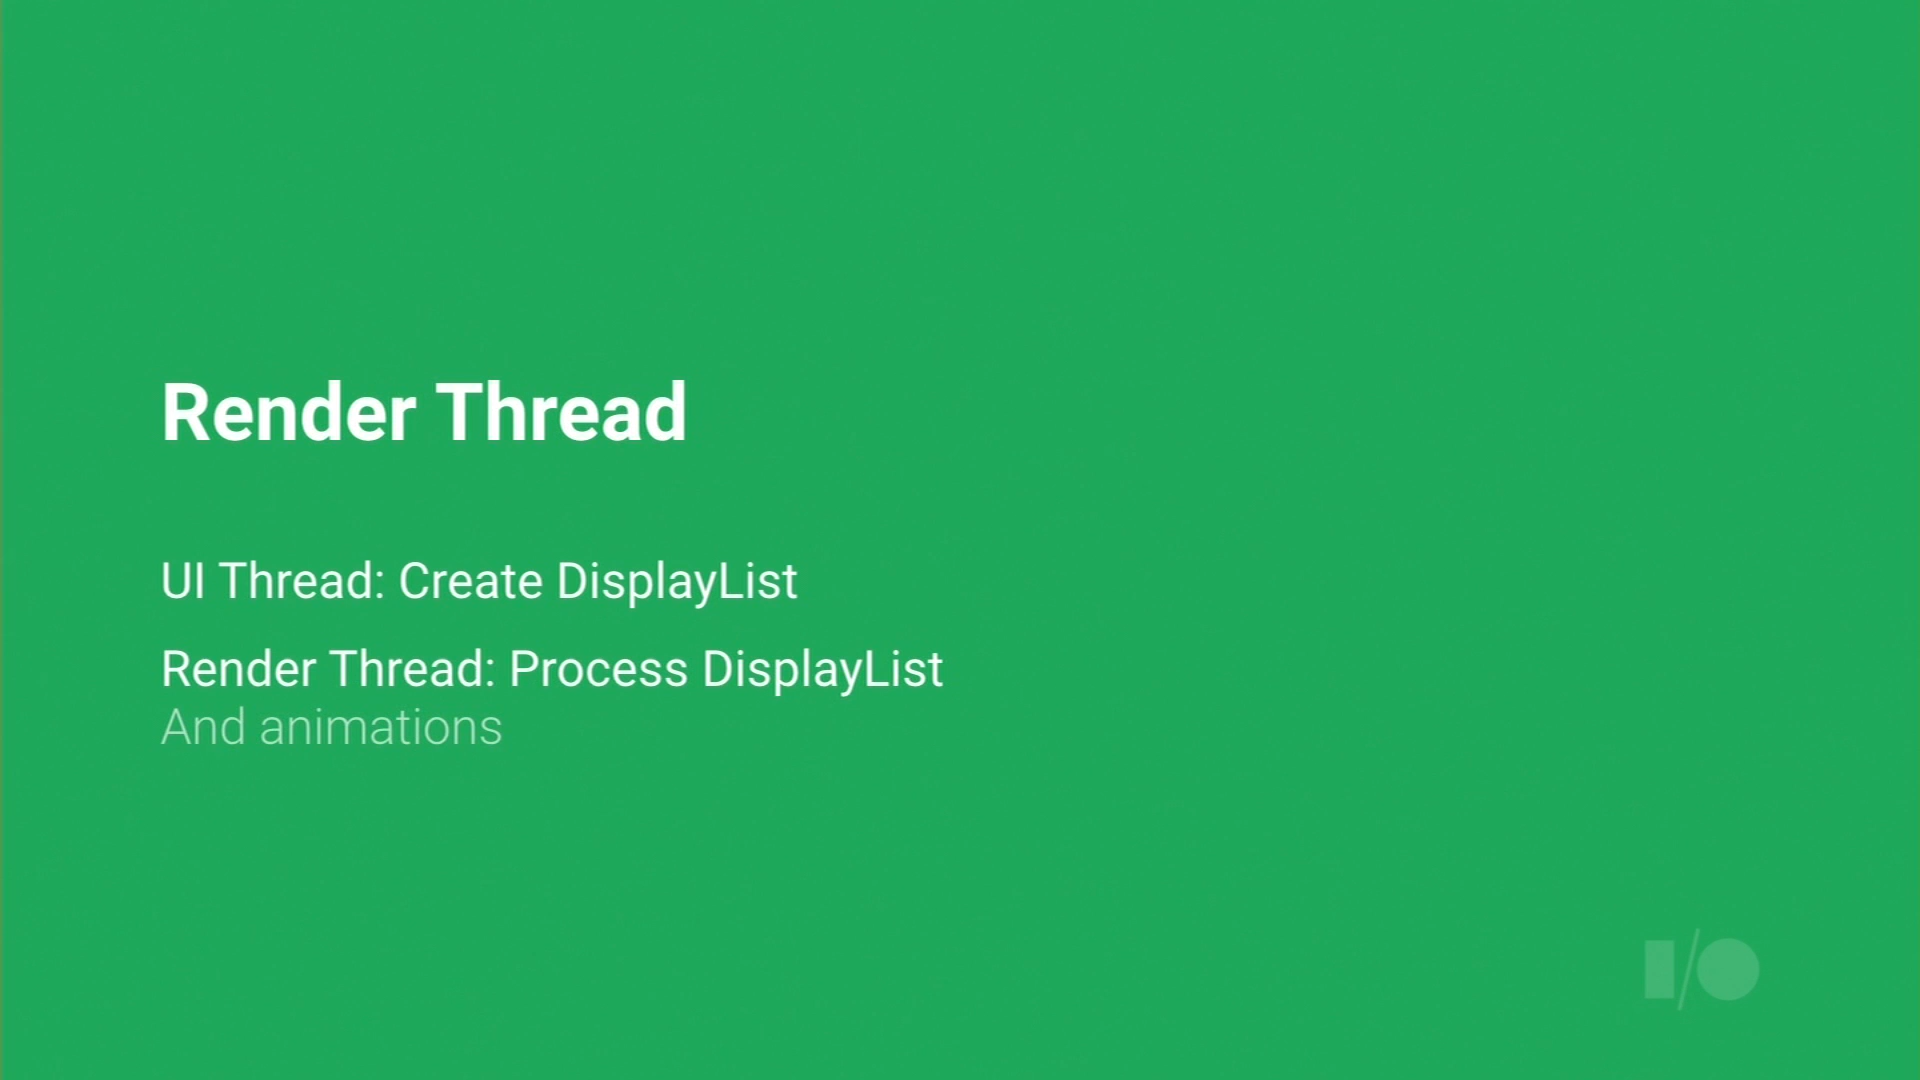 Render Thread
UI Thread: Create DisplayList
Render Thread: Process DisplayList
And animations
I/O